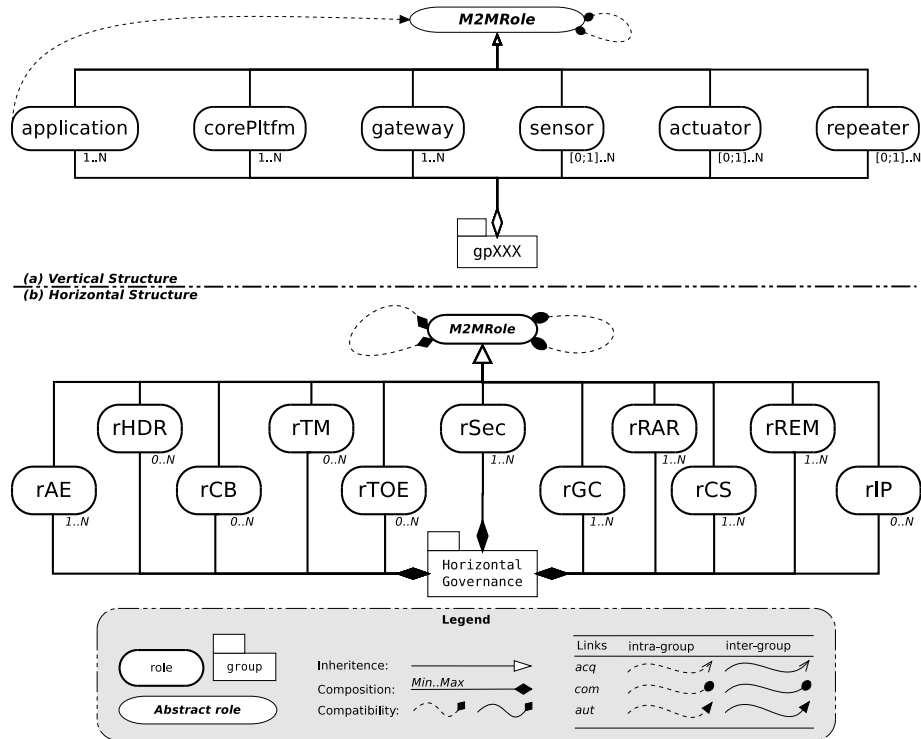 M2MRole
application corePltfm gateway sensor actuator repeater
1..N 1..N 1..N [0;1]..N [0;1]..N [0;1]..N
gpXXX
(a) Vertical Structure
(b) Horizontal Structure
M2MRole
rHDR rTM rSec rRAR rREM
0..N 0..N 1..N 1..N 1..N
rAE rCB rTOE rGC rCS rIP
1..N 0..N 0..N 1..N 1..N 0..N
Horizontal
Governance
Legend
role
group
Abstract role
Inheritence:
Composition: Min..Max
Compatibility:
Links intra-group inter-group
acq
com
aut